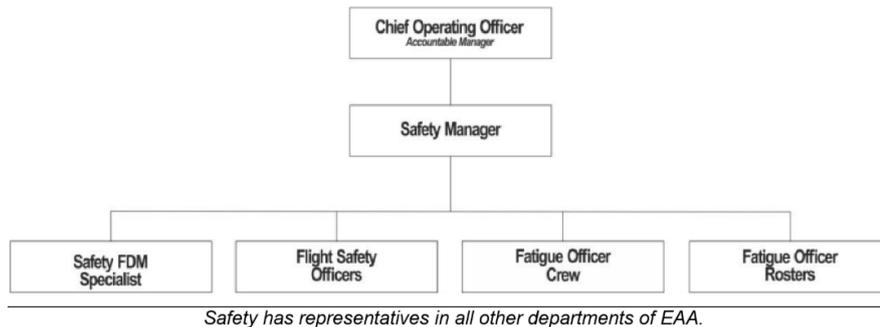 Chief Operating Officer
Accountable Manager
Safety Manager
Safety FDM
Specialist
Flight Safety
Officers
Fatigue Officer
Crew
Fatigue Officer
Rosters
Safety has representatives in all other departments of EAA.